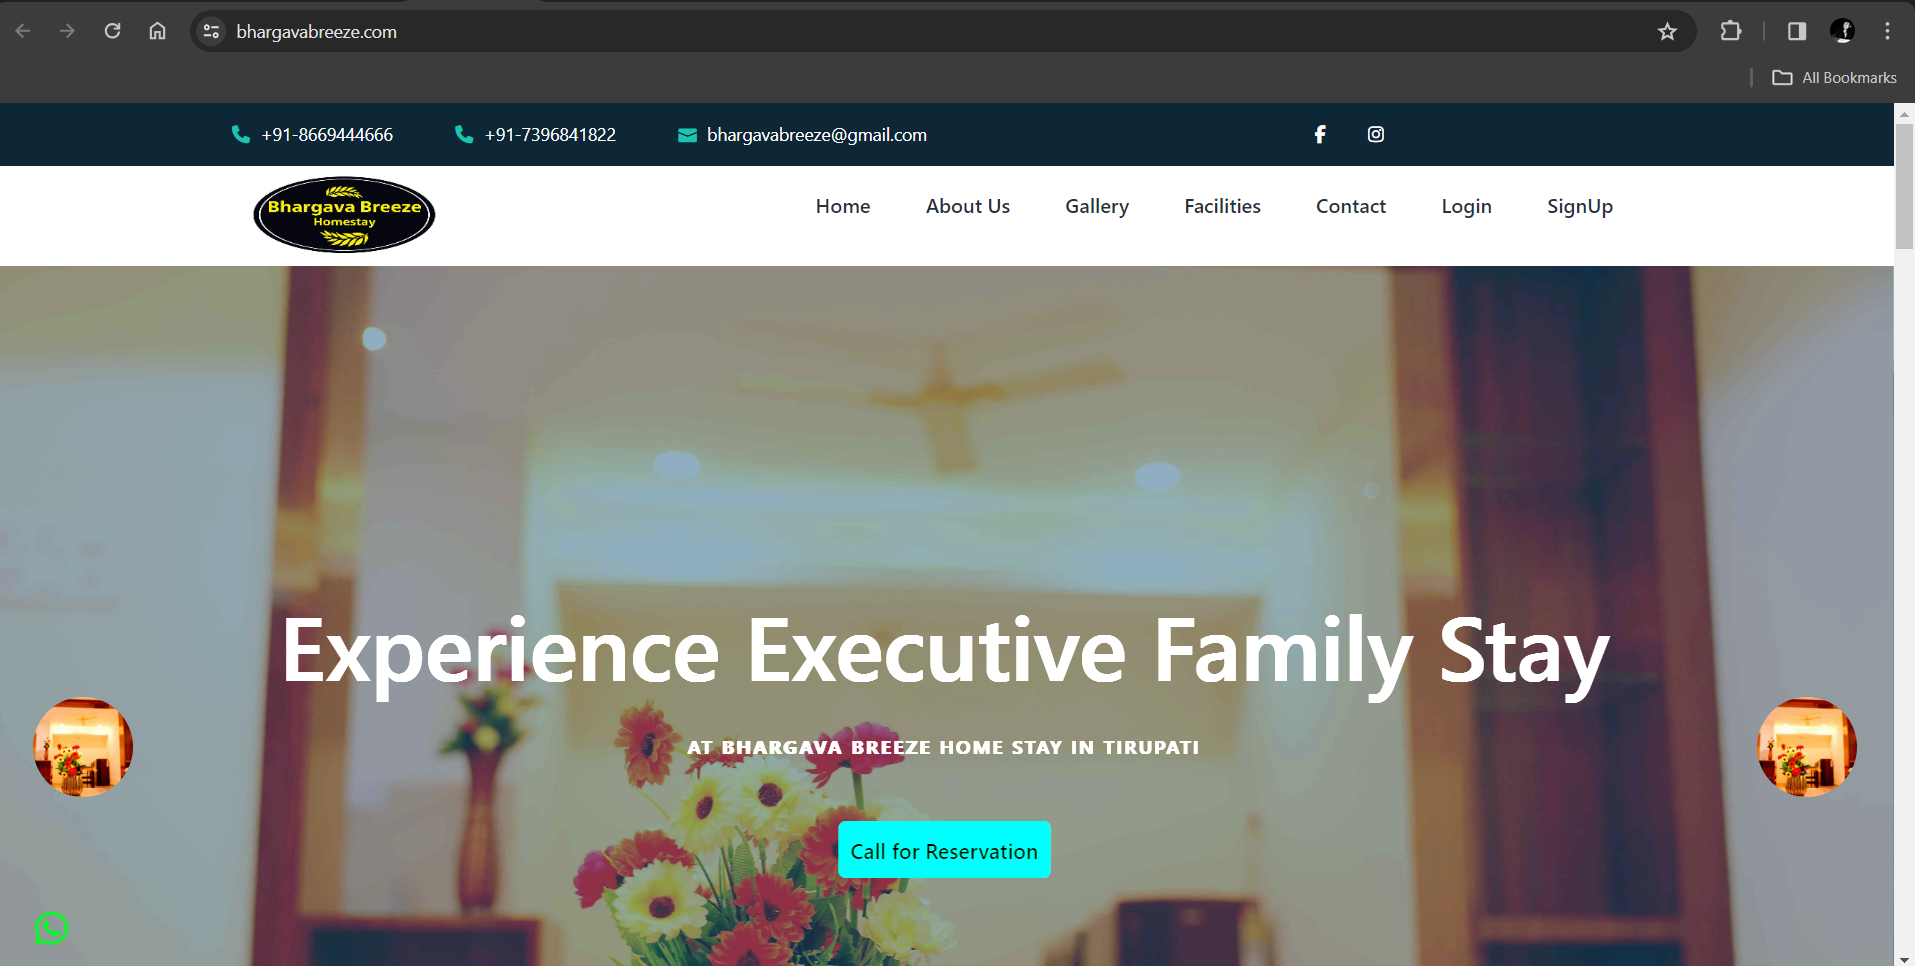 bhargavabreeze.com
All Bookmarks
+91-8669444666 +91-7396841822 bhargavabreeze@gmail.com
Bhargava Breeze
Homestay
Home About Us Gallery Facilities Contact Login SignUp
Experience Executive Family Stay
AT BHARGAVA BREEZE HOME STAY IN TIRUPATI
Call for Reservation